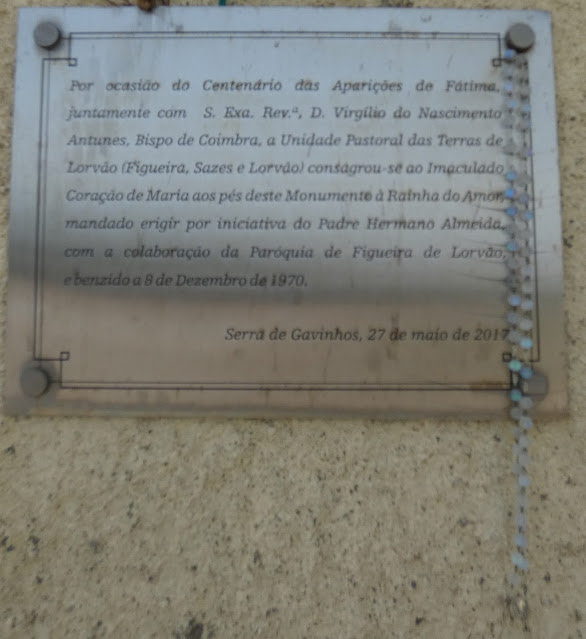 Por ocasião do Centenário das Aparições de Fátima,
juntamente com S. Exa. Rev.ª, D. Virgílio do Nascimento
Antunes, Bispo de Coimbra, a Unidade Pastoral das Terras de
Lorvão (Figueira, Sazes e Lorvão) consagrou-se ao Imaculado
Coração de Maria aos pés deste Monumento à Rainha do Amor,
mandado erigir por iniciativa do Padre Hermano Almeida,
com a colaboração da Paróquia de Figueira de Lorvão,
e benzido a 8 de Dezembro de 1970.
Serra de Gavinhos, 27 de maio de 2017